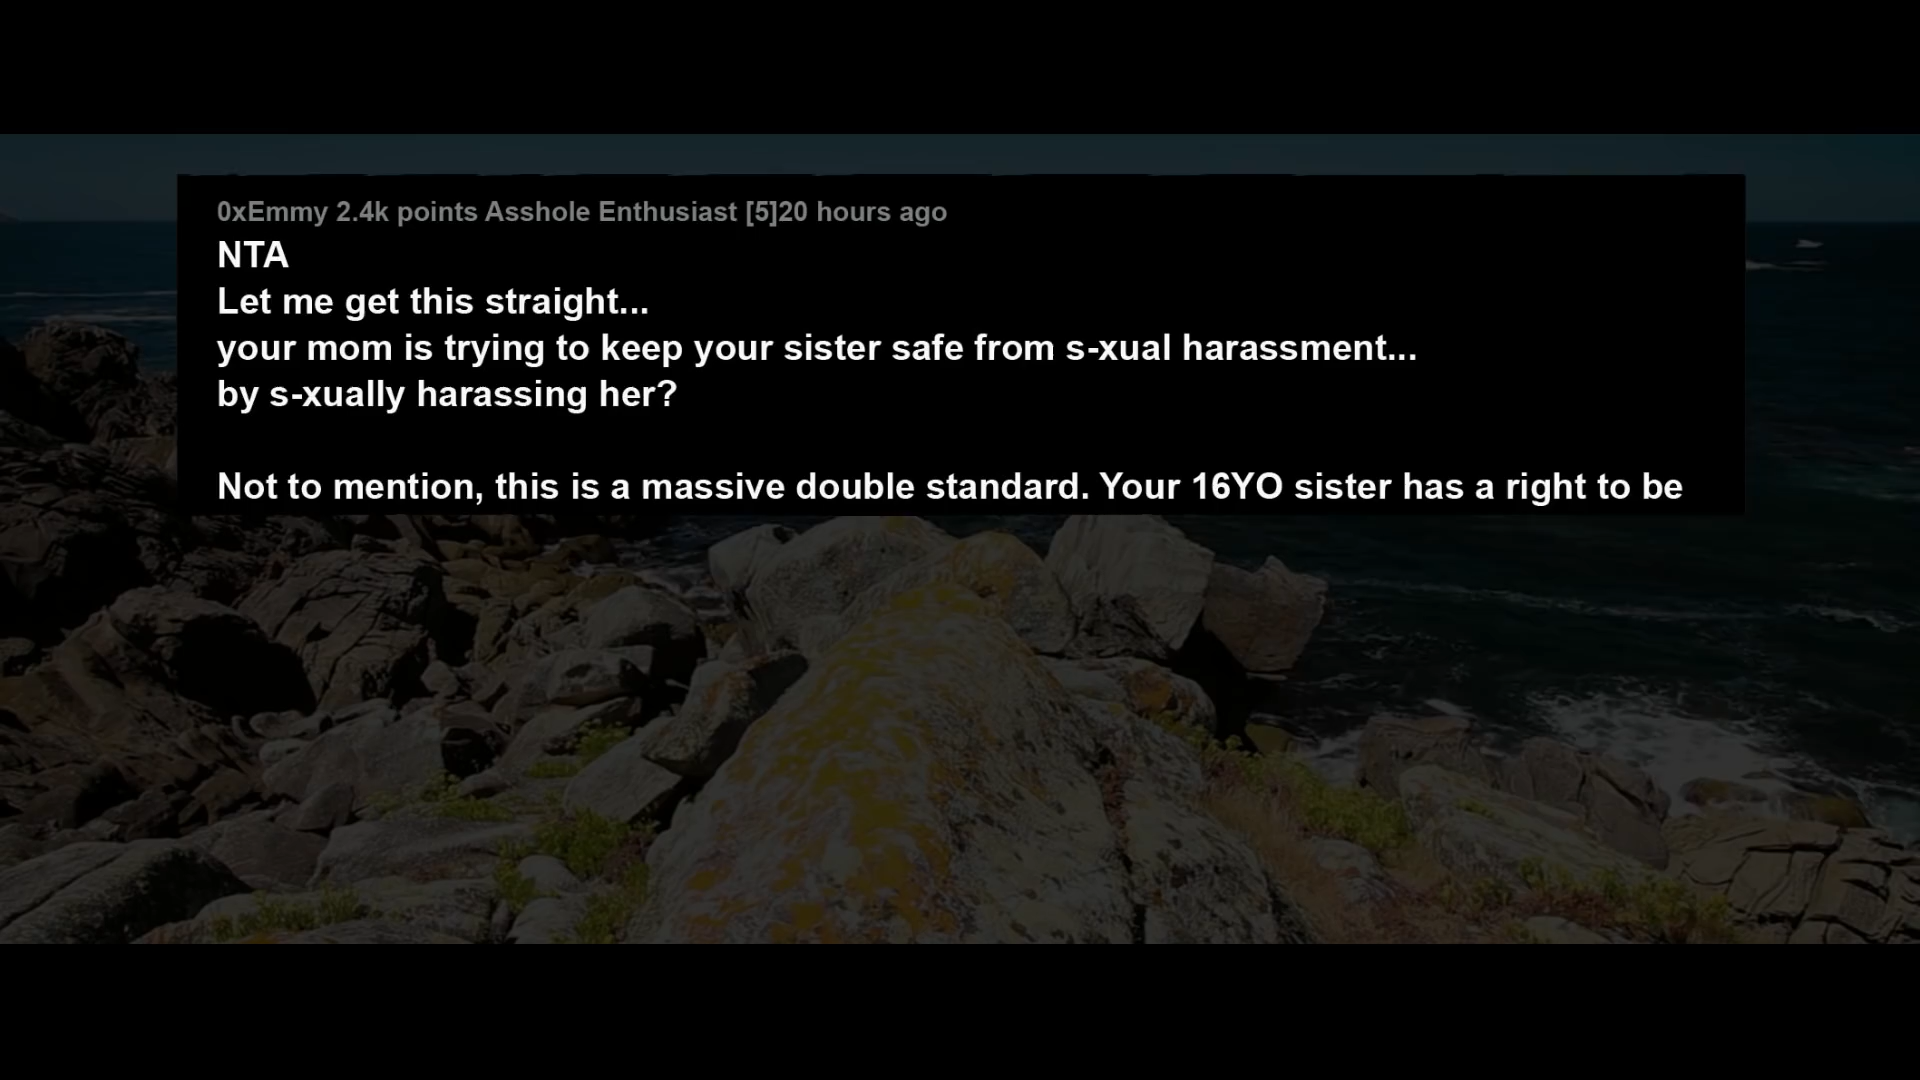 0xEmmy 2.4k points Asshole Enthusiast [5]20 hours ago
NTA
Let me get this straight...
your mom is trying to keep your sister safe from s-xual harassment...
by s-xually harassing her?
Not to mention, this is a massive double standard. Your 16YO sister has a right to be